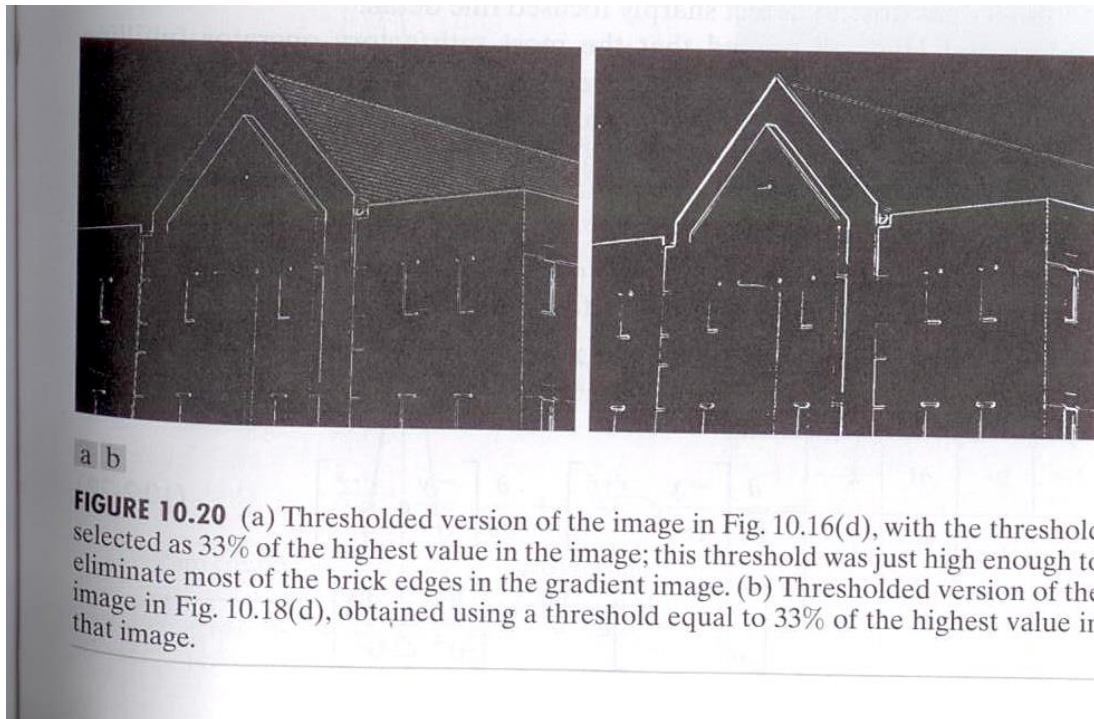 a b
FIGURE 10.20 (a) Thresholded version of the image in Fig. 10.16(d), with the threshold
selected as 33% of the highest value in the image; this threshold was just high enough to
eliminate most of the brick edges in the gradient image. (b) Thresholded version of the
image in Fig. 10.18(d), obtained using a threshold equal to 33% of the highest value in
that image.